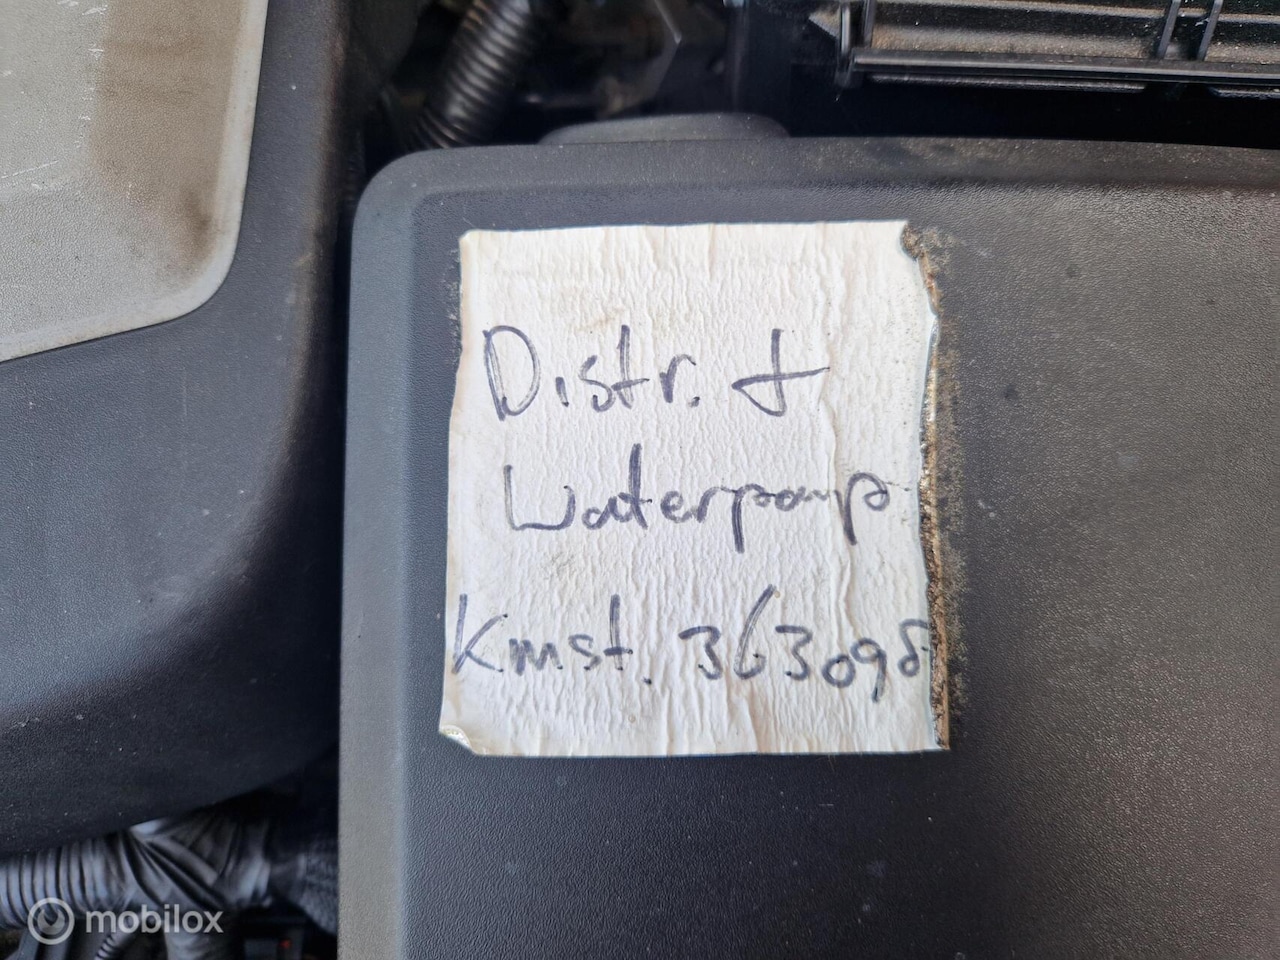 Distr. +
Waterpomp
Kmst. 363098
mobilox